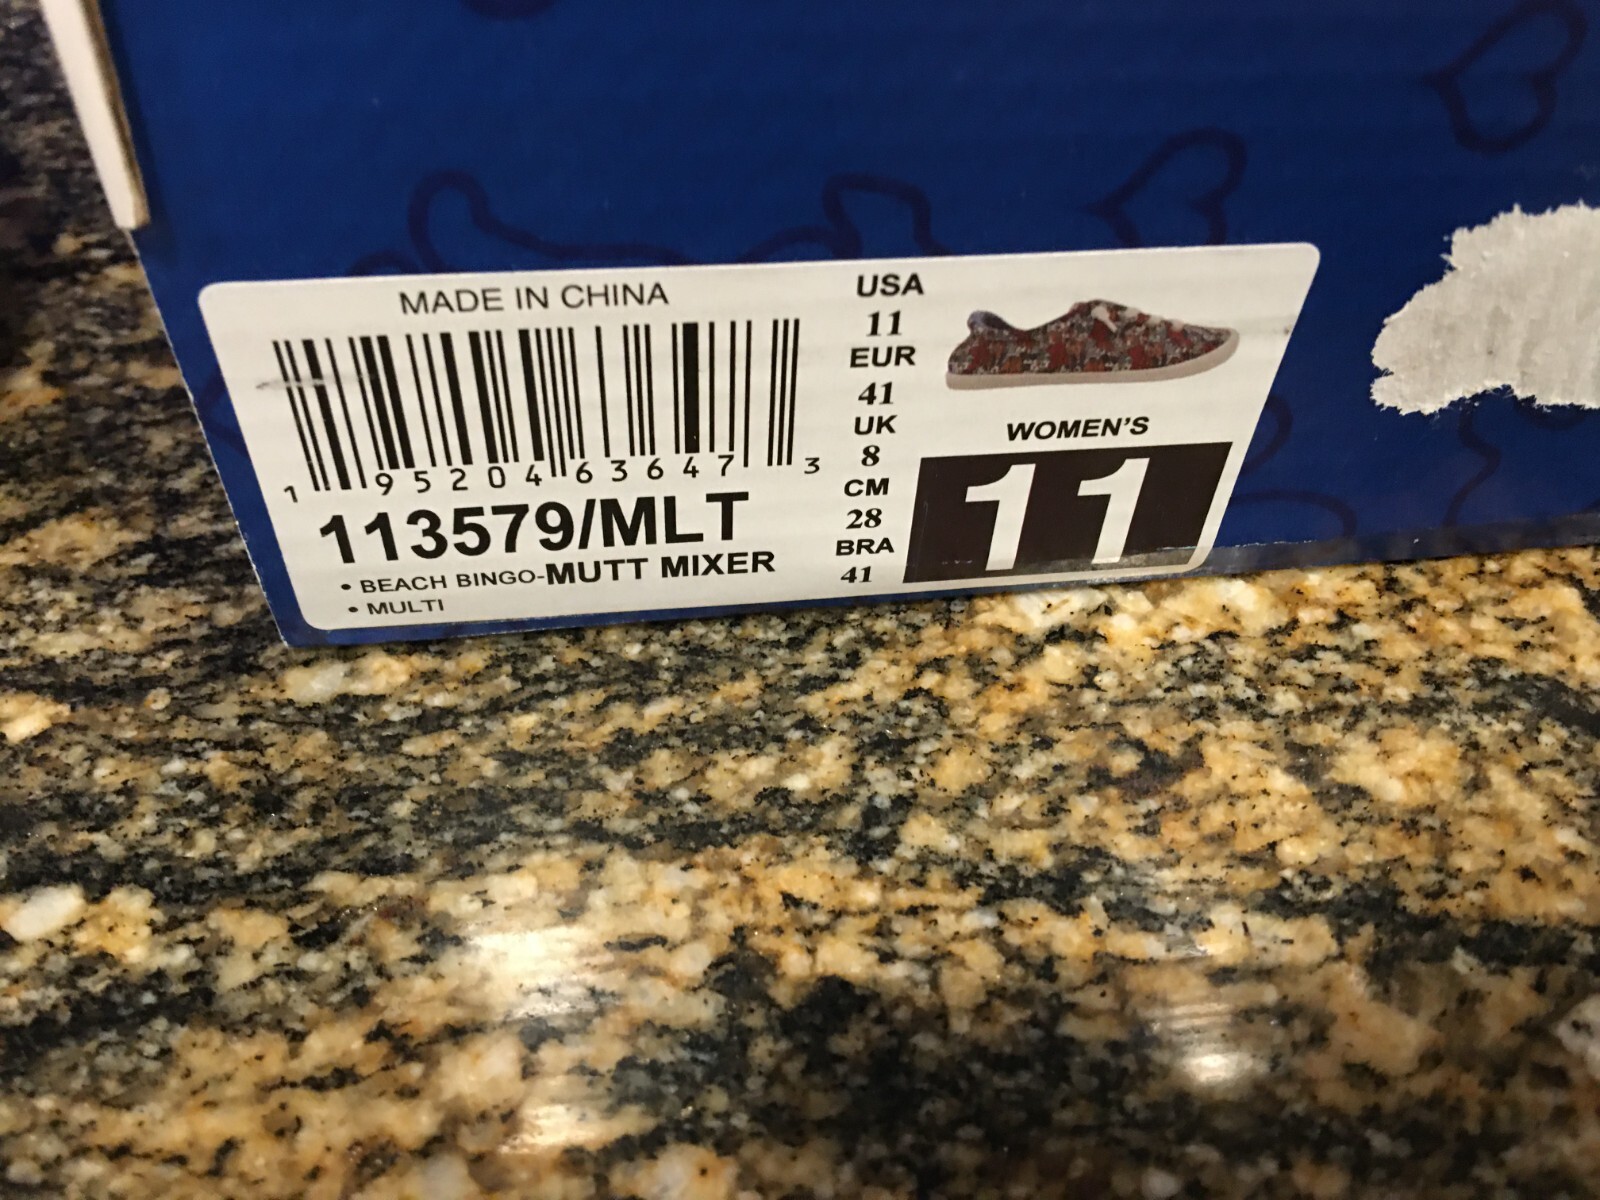 MADE IN CHINA
1 95204 63647 3
113579/MLT
• BEACH BINGO-MUTT MIXER
• MULTI
USA
11
EUR
41
UK
8
CM
28
BRA
41
WOMEN'S
11